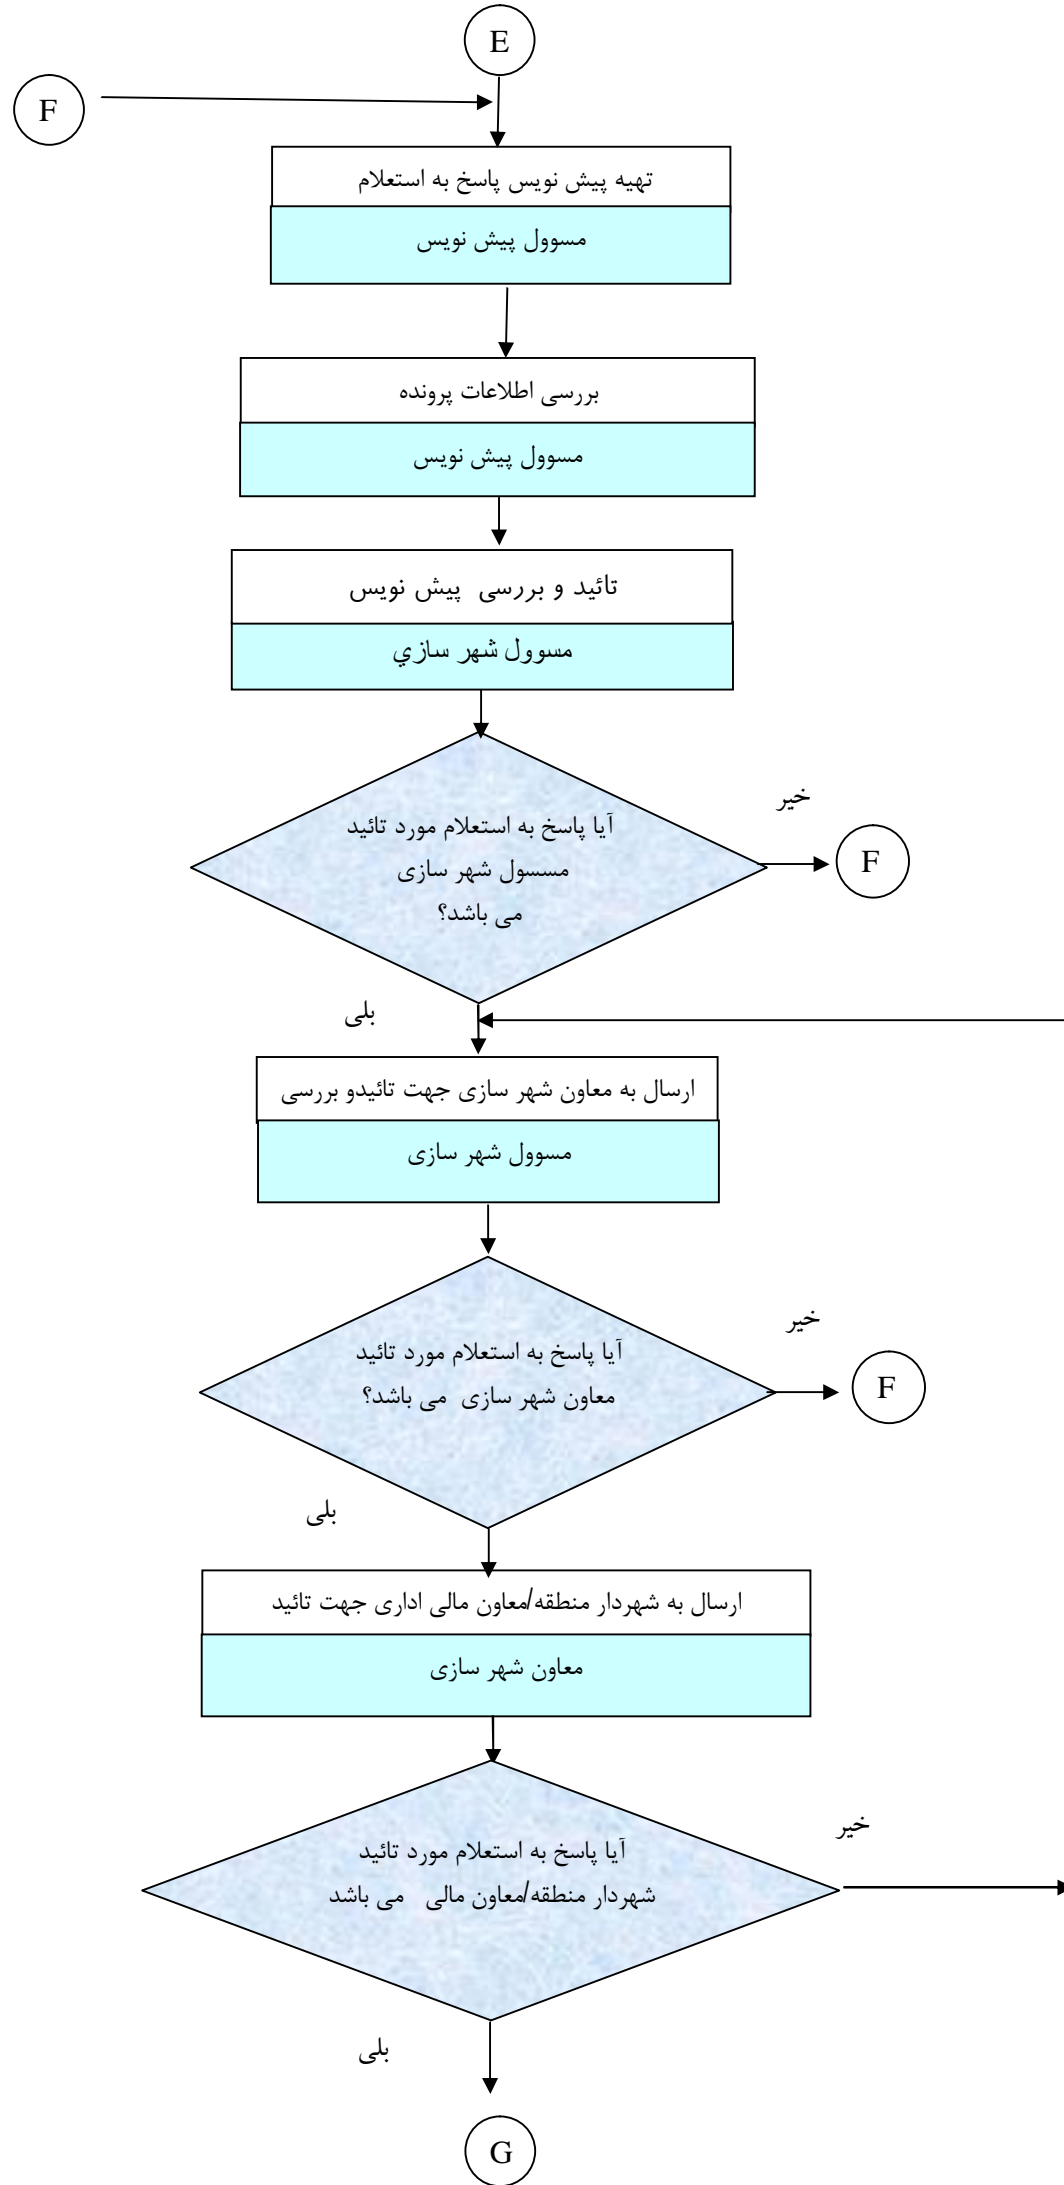 E
F
تهیه پیش نویس پاسخ به استعلام
مسوول پیش نویس
بررسی اطلاعات پرونده
مسوول پیش نویس
تائید و بررسی پیش نویس
مسوول شهر سازي
آیا پاسخ به استعلام مورد تائید
مسسول شهر سازی
می باشد؟
خیر
F
بلی
ارسال به معاون شهر سازی جهت تائیدو بررسی
مسوول شهر سازی
آیا پاسخ به استعلام مورد تائید
معاون شهر سازی می باشد؟
خیر
F
بلی
ارسال به شهردار منطقه/معاون مالی اداری جهت تائید
معاون شهر سازی
آیا پاسخ به استعلام مورد تائید
شهردار منطقه/معاون مالی می باشد
خیر
بلی
G